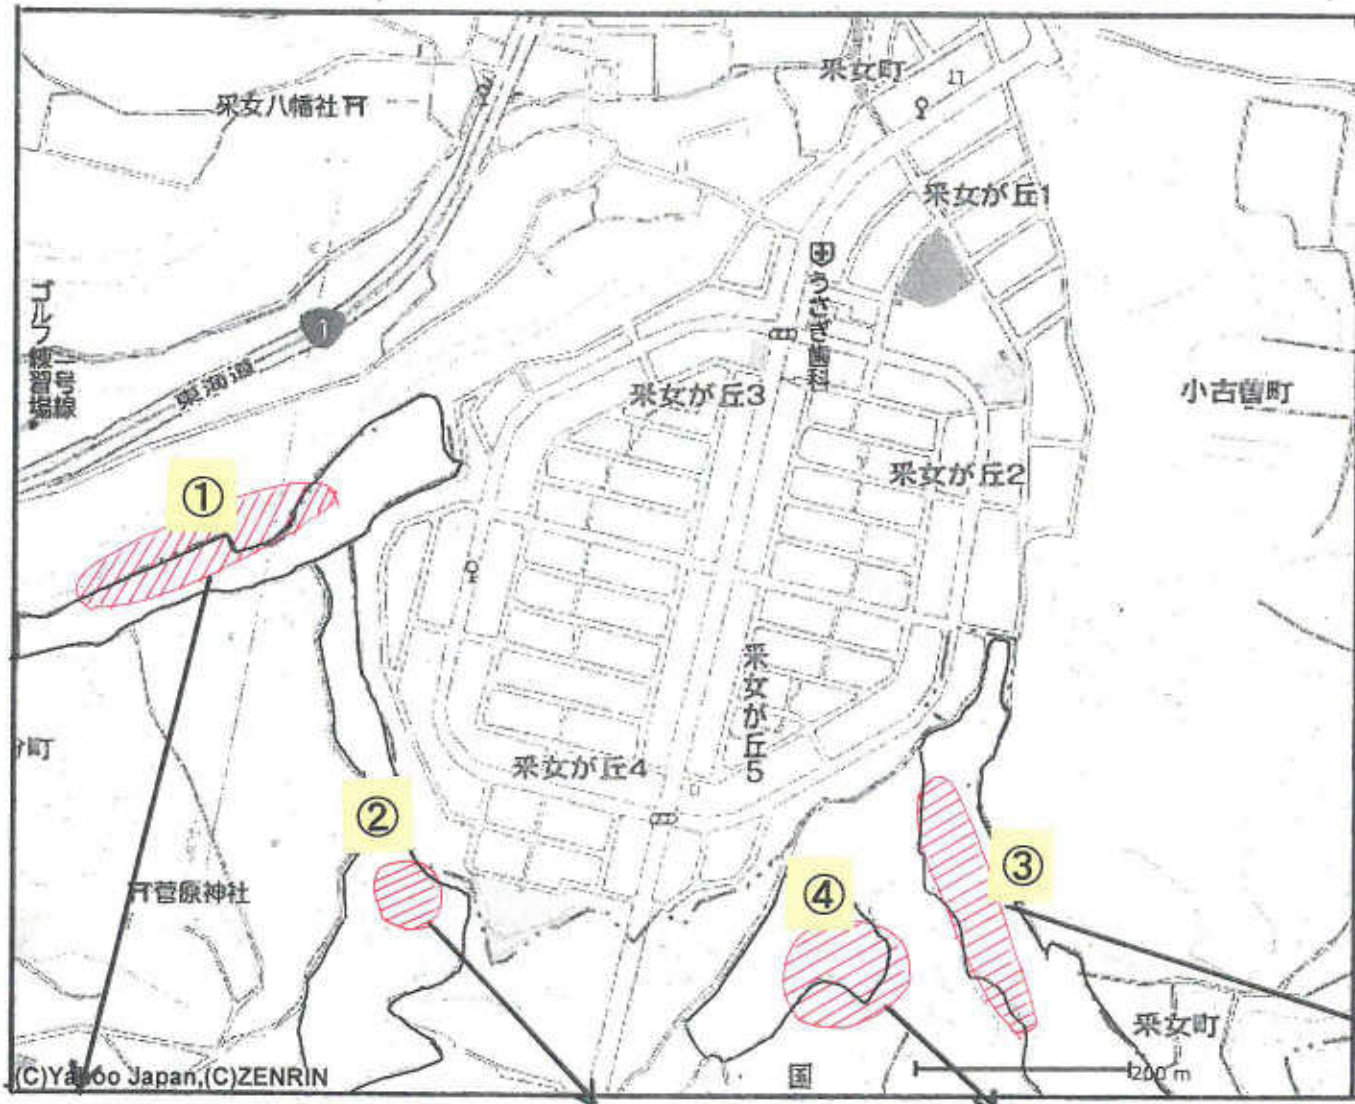 采女町
11
采女八幡社
采女が丘1
うさぎ歯科
一号線
ゴルフ練習場
1
東海道
采女が丘3
小古曽町
采女が丘2
①
采女が丘5
采女が丘4
町
②
③
④
菅原神社
采女町
国
200 m
(C)Yahoo Japan,(C)ZENRIN